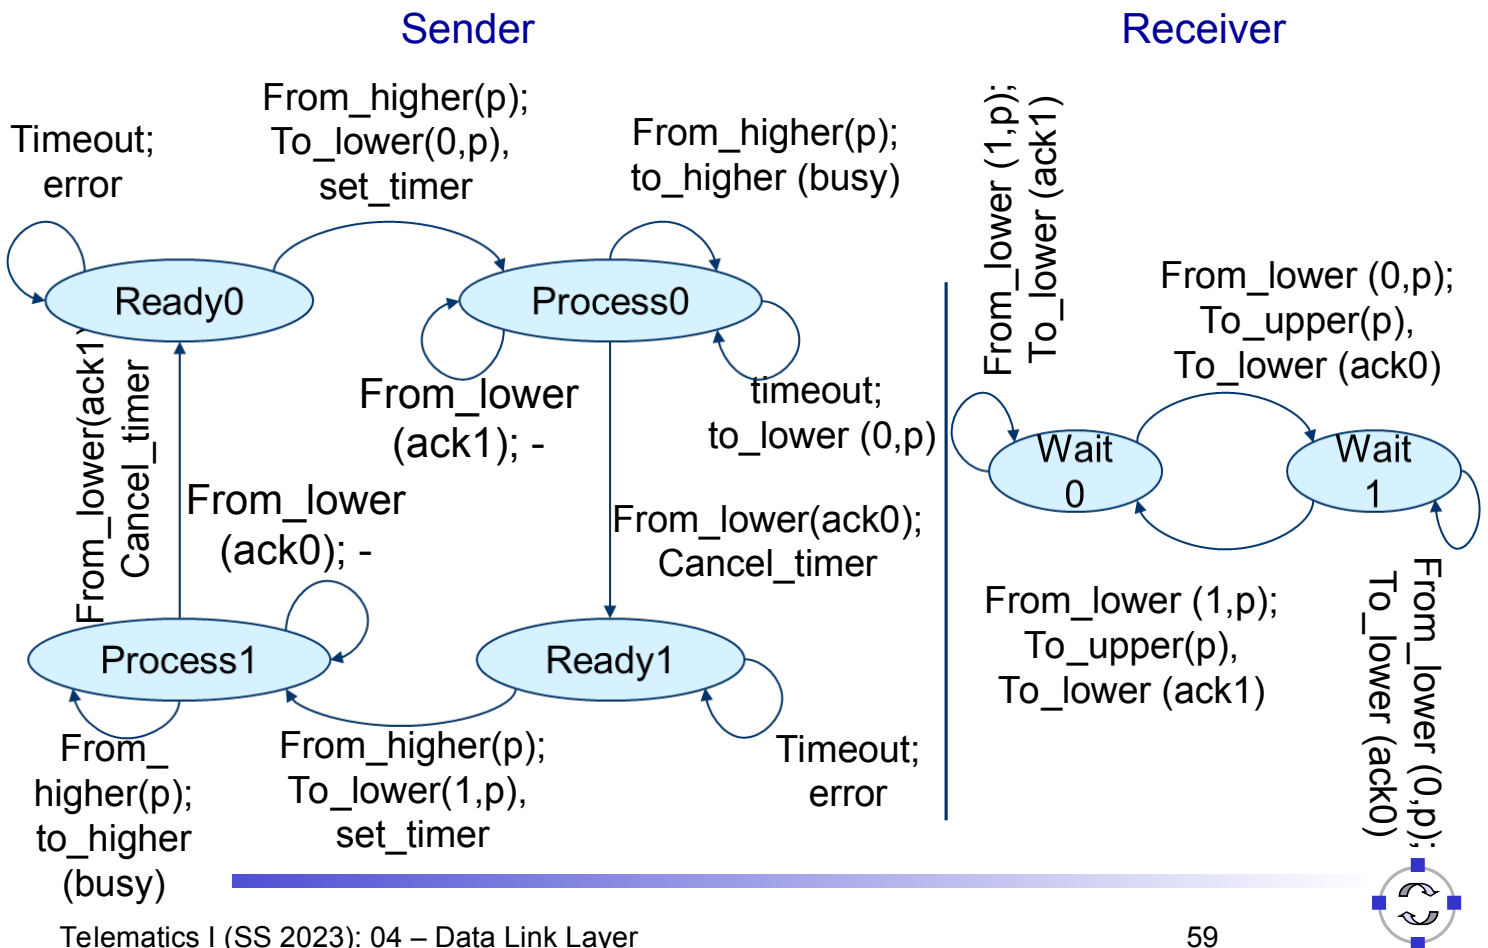 Sender
Receiver
Timeout;
error
From_higher(p);
To_lower(0,p),
set_timer
From_higher(p);
to_higher (busy)
Ready0
Process0
From_lower
(ack1); -
timeout;
to_lower (0,p)
From_lower(ack1)
Cancel_timer
From_lower
(ack0); -
From_lower(ack0);
Cancel_timer
Process1
Ready1
From_
higher(p);
to_higher
(busy)
From_higher(p);
To_lower(1,p),
set_timer
Timeout;
error
From_lower (1,p);
To_lower (ack1)
From_lower (0,p);
To_upper(p),
To_lower (ack0)
Wait
0
Wait
1
From_lower (1,p);
To_upper(p),
To_lower (ack1)
From_lower (0,p);
To_lower (ack0)
Telematics I (SS 2023): 04 – Data Link Layer
59